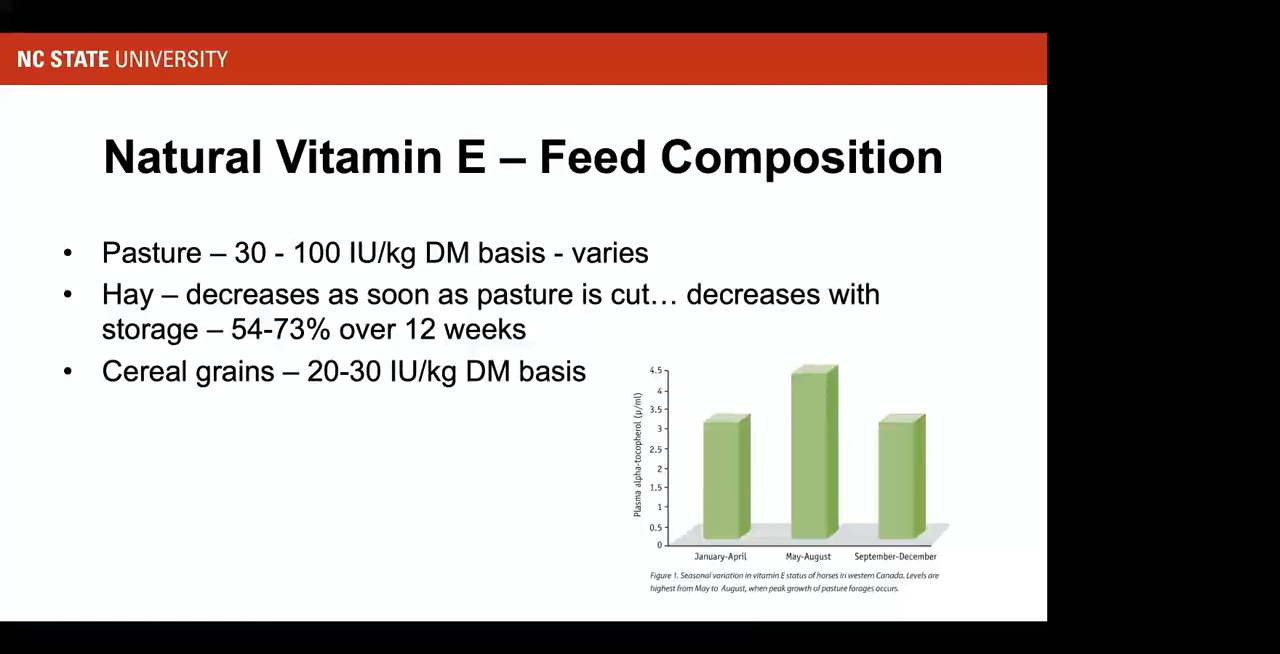 NC STATE UNIVERSITY
Natural Vitamin E – Feed Composition
• Pasture – 30 - 100 IU/kg DM basis - varies
• Hay – decreases as soon as pasture is cut… decreases with
storage – 54-73% over 12 weeks
• Cereal grains – 20-30 IU/kg DM basis
Plasma alpha-tocopherol (µ/ml)
4.5
4
3.5
3
2.5
2
1.5
1
0.5
0
January-April May-August September-December
Figure 1. Seasonal variation in vitamin E status of horses in western Canada. Levels are
highest from May to August, when peak growth of pasture forages occurs.